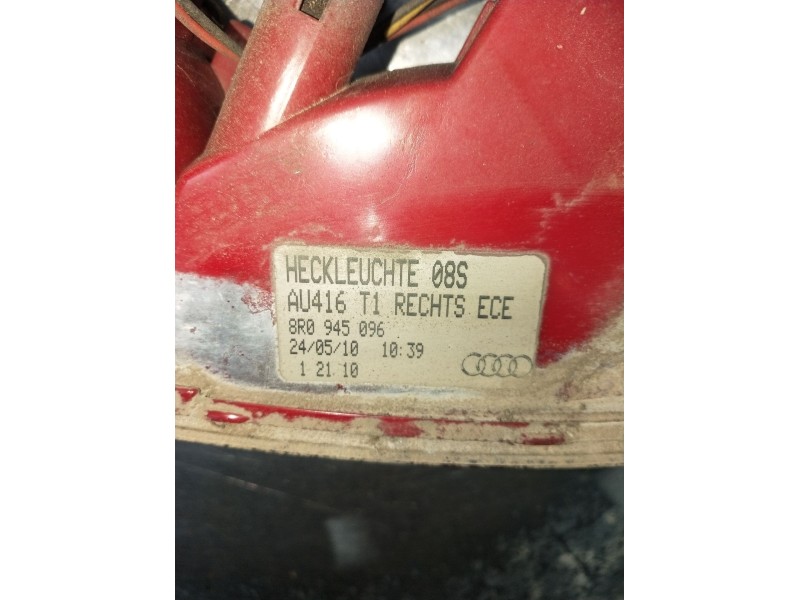 HECKLEUCHTE 08S
AU416 T1 RECHTS ECE
8R0 945 096
24/05/10 10:39
1 21 10